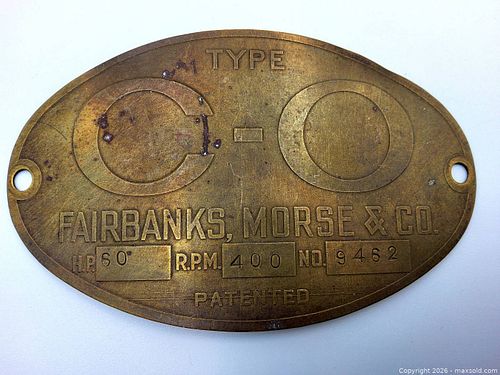 TYPE
C-O
FAIRBANKS, MORSE & CO.
H.P. 60 R.P.M. 400 NO. 9462
PATENTED
Copyright 2026 - maxsold.com